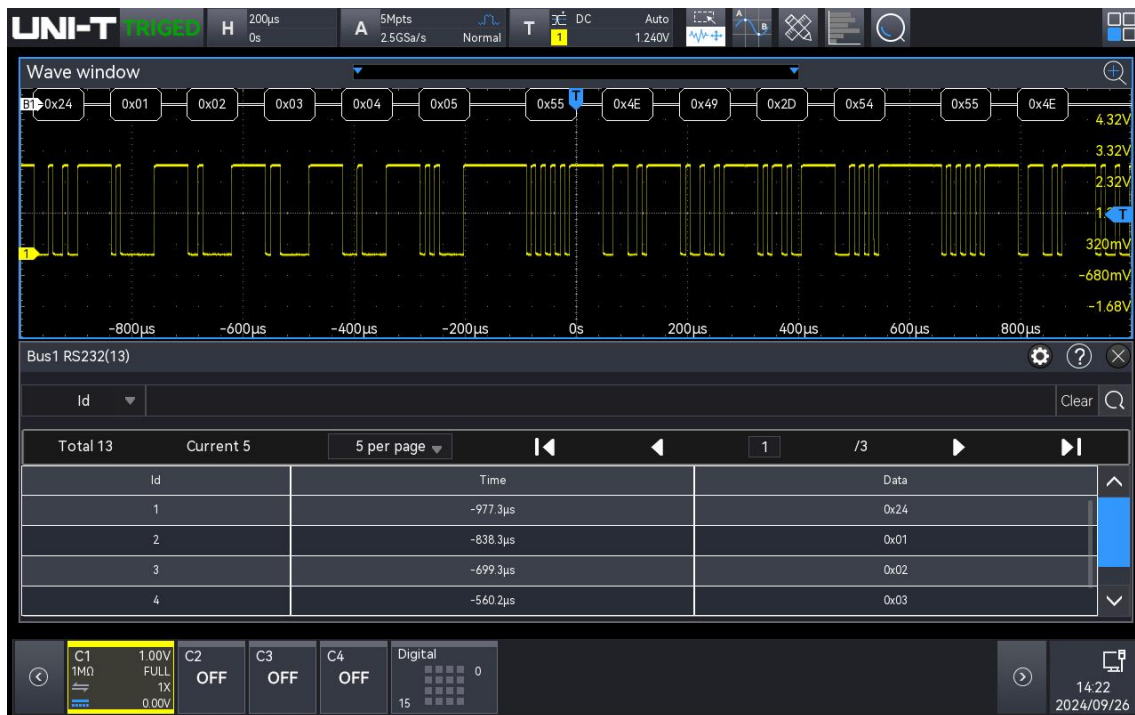 UNI-T TRIGED H 200µs 0s A 5Mpts 2.5GSa/s Normal T 1 DC Auto 1.240V
Wave window
B1 0x24 0x01 0x02 0x03 0x04 0x05 0x55 T 0x4E 0x49 0x2D 0x54 0x55 0x4E
4.32V
3.32V
2.32V
T
1
320mV
-680mV
-1.68V
-800µs -600µs -400µs -200µs 0s 200µs 400µs 600µs 800µs
Bus1 RS232(13)
Id Clear
Total 13 Current 5 5 per page 1 /3
Id Time Data
1 -977.3µs 0x24
2 -838.3µs 0x01
3 -699.3µs 0x02
4 -560.2µs 0x03
C1 1.00V C2 C3 C4 Digital
1MΩ FULL OFF OFF OFF 0
1X
0.00V 15
14:22
2024/09/26